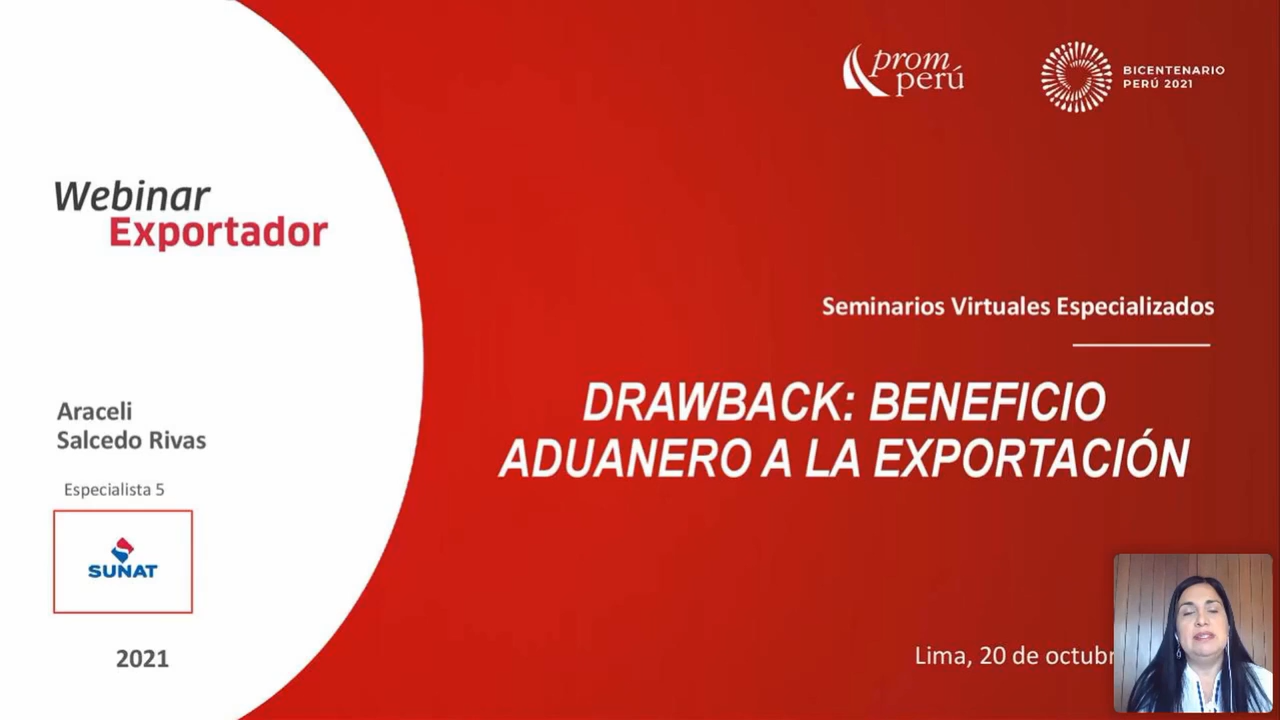 prom
perú
BICENTENARIO
PERÚ 2021
Webinar
Exportador
Seminarios Virtuales Especializados
DRAWBACK: BENEFICIO
ADUANERO A LA EXPORTACIÓN
Araceli
Salcedo Rivas
Especialista 5
SUNAT
2021
Lima, 20 de